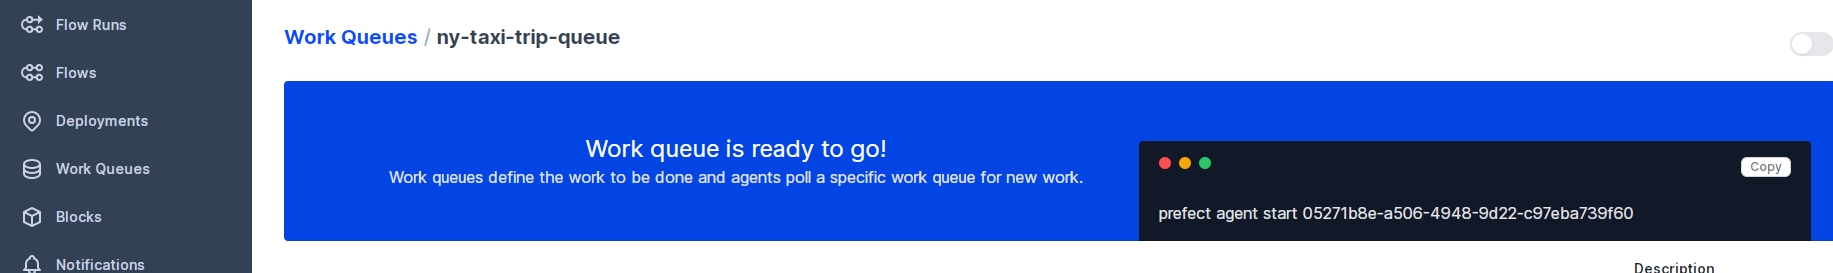 Flow Runs
Flows
Deployments
Work Queues
Blocks
Notifications
Work Queues / ny-taxi-trip-queue
Work queue is ready to go!
Work queues define the work to be done and agents poll a specific work queue for new work.
Copy
prefect agent start 05271b8e-a506-4948-9d22-c97eba739f60
Description